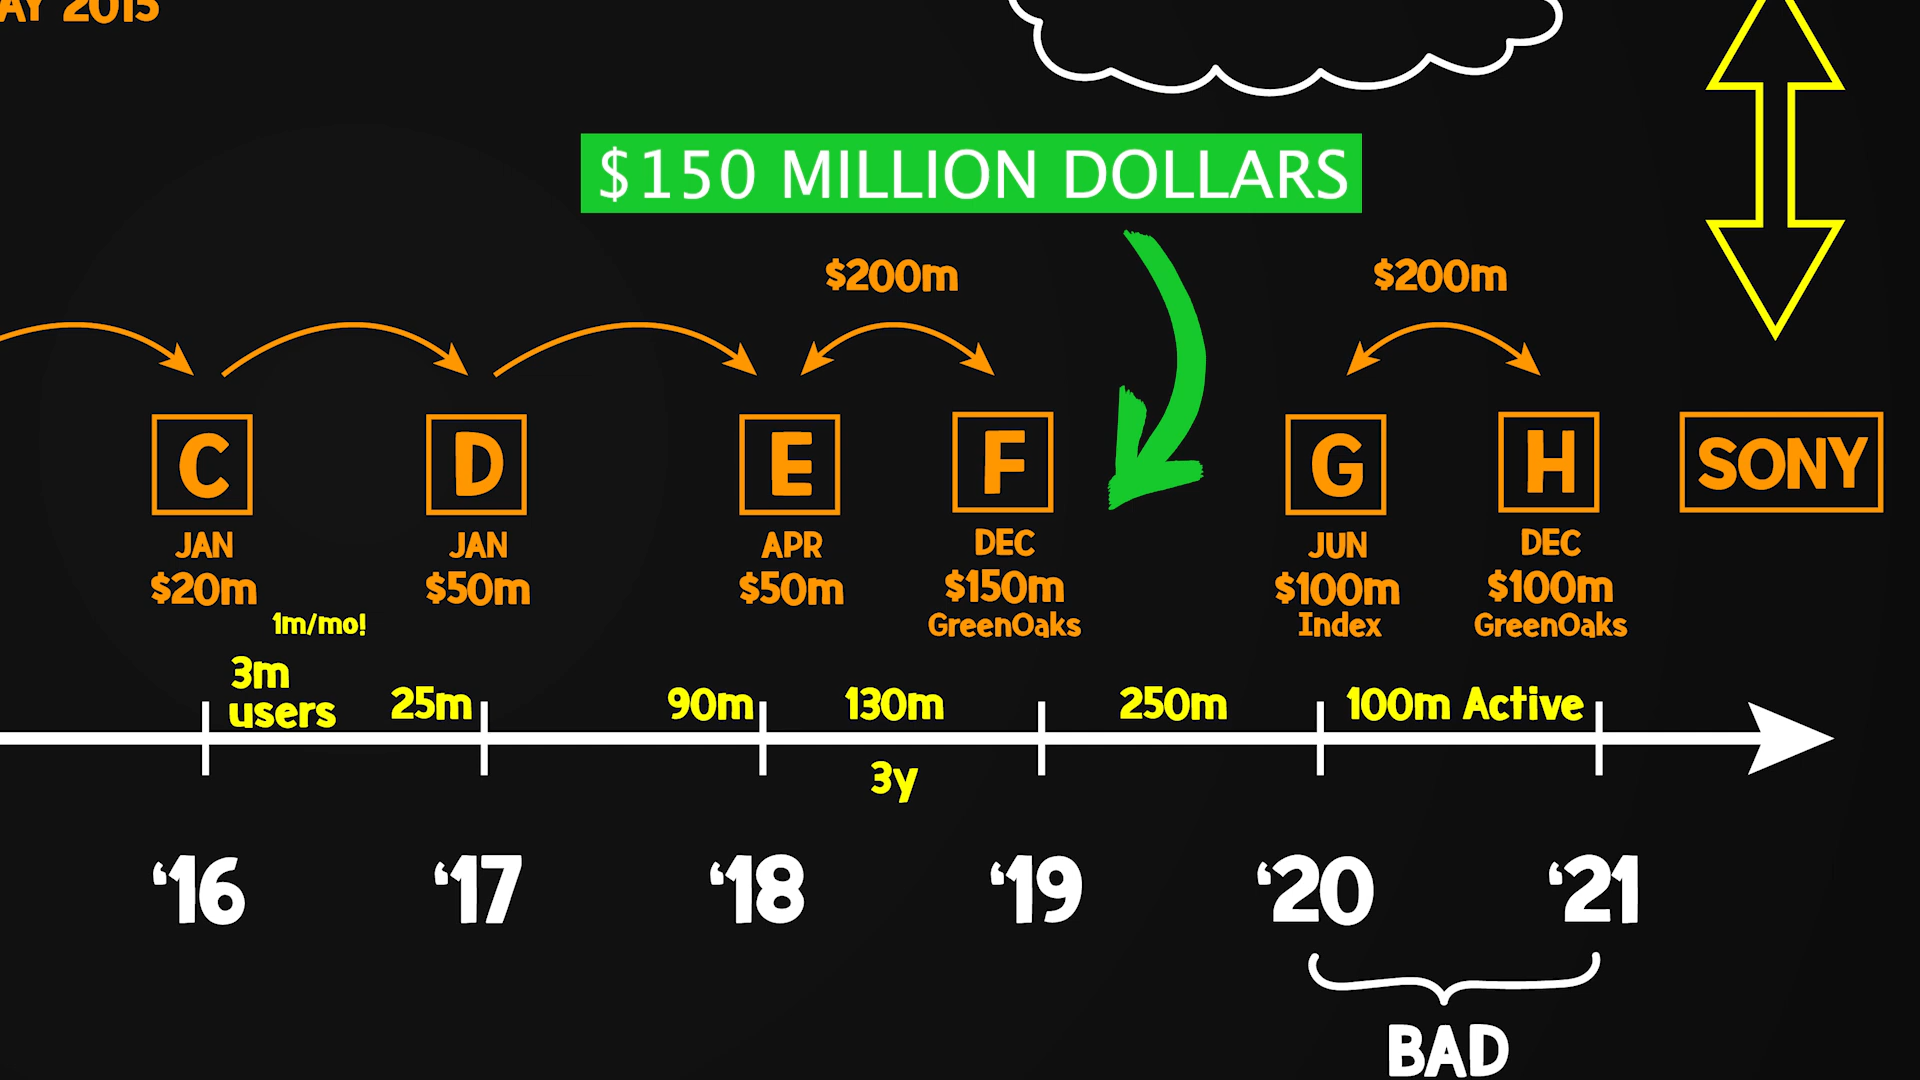 AY 2015
$150 MILLION DOLLARS
$200m
$200m
C
D
E
F
G
H
SONY
JAN
$20m
JAN
$50m
APR
$50m
DEC
$150m
GreenOaks
JUN
$100m
Index
DEC
$100m
GreenOaks
1m/mo!
3m
users
25m
90m
130m
250m
100m Active
3y
‘16
‘17
‘18
‘19
‘20
‘21
BAD